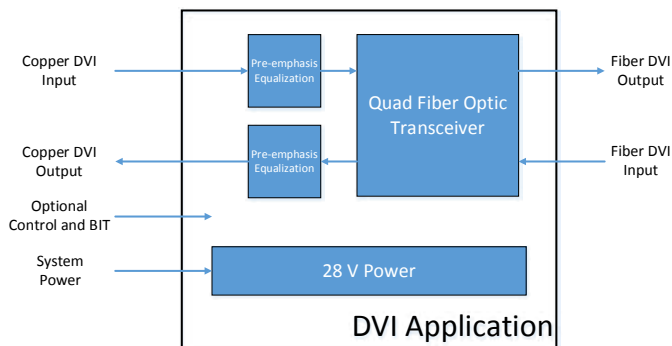 Copper DVI
Input
Pre-emphasis
Equalization
Quad Fiber Optic
Transceiver
Fiber DVI
Output
Copper DVI
Output
Pre-emphasis
Equalization
Fiber DVI
Input
Optional
Control and BIT
System
Power
28 V Power
DVI Application